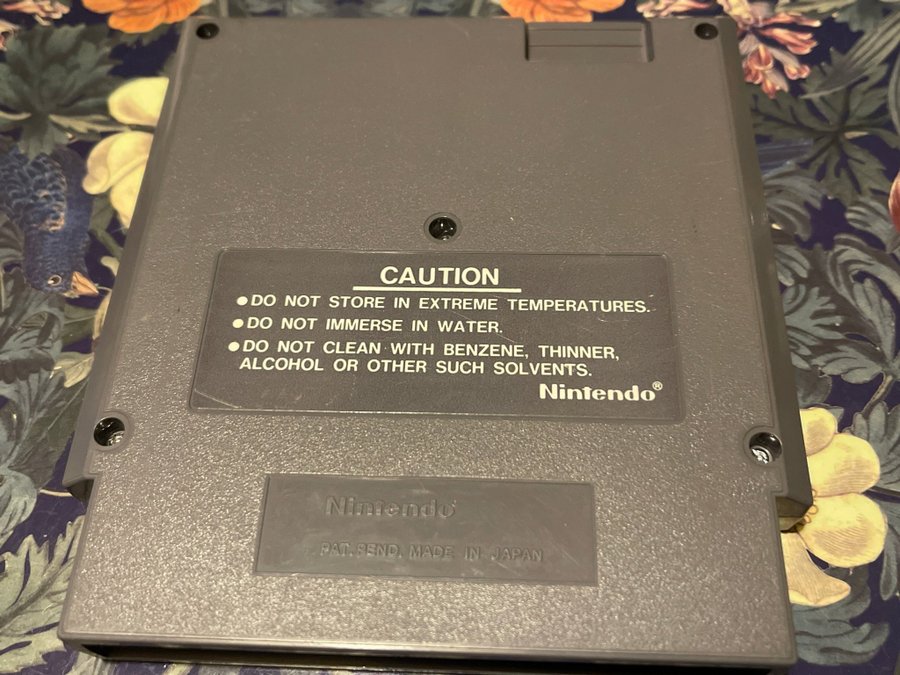 CAUTION
●DO NOT STORE IN EXTREME TEMPERATURES.
●DO NOT IMMERSE IN WATER.
●DO NOT CLEAN WITH BENZENE, THINNER,
ALCOHOL OR OTHER SUCH SOLVENTS.
Nintendo®
Nintendo®
PAT. PEND. MADE IN JAPAN